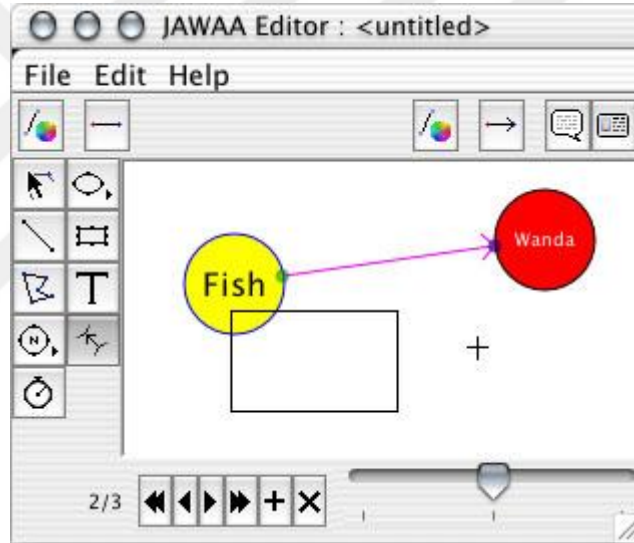 JAWAA Editor : <untitled>
File Edit Help
T
Wanda
Fish
N
2/3